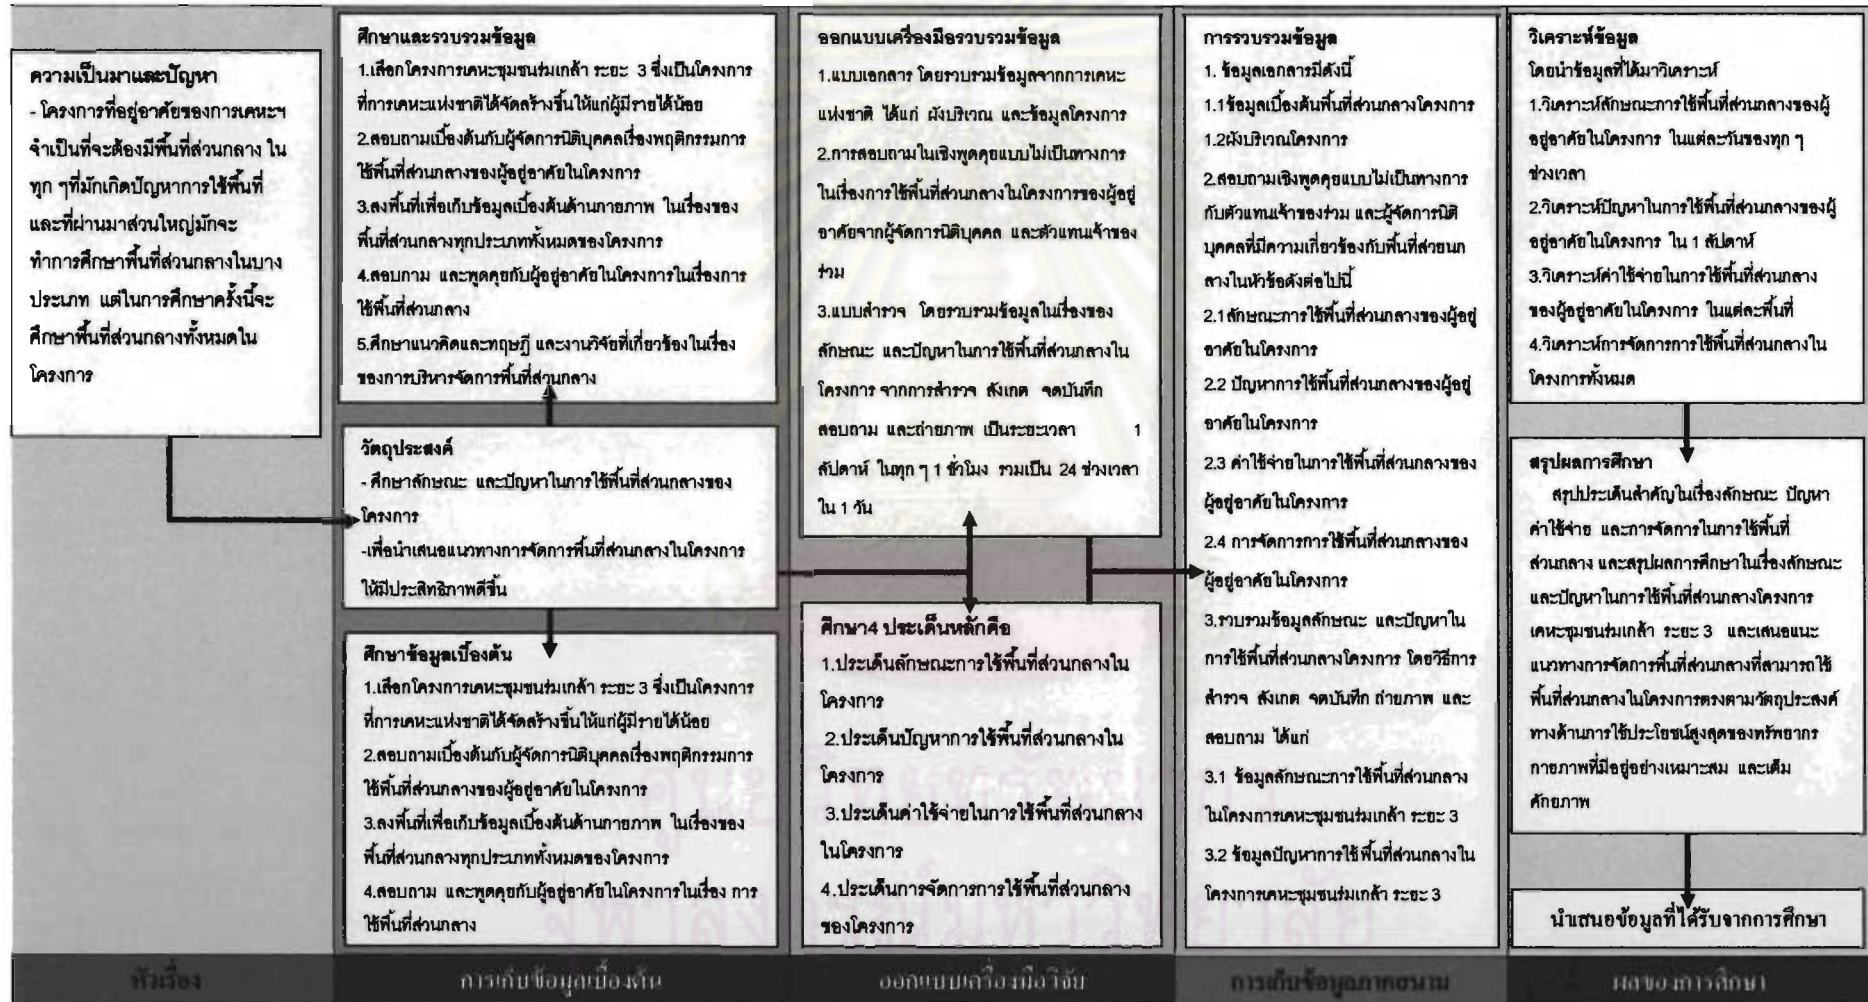 ความเป็นมาและปัญหา
- โครงการที่อยู่อาศัยของการเคหะฯ
จำเป็นที่จะต้องมีพื้นที่ส่วนกลาง ใน
ทุก ๆที่มักเกิดปัญหาการใช้พื้นที่
และที่ผ่านมาส่วนใหญ่มักจะ
ทำการศึกษาพื้นที่ส่วนกลางในบาง
ประเภท แต่ในการศึกษาครั้งนี้จะ
ศึกษาพื้นที่ส่วนกลางทั้งหมดใน
โครงการ
ศึกษาและรวบรวมข้อมูล
1.เลือกโครงการเคหะชุมชนร่มเกล้า ระยะ 3 ซึ่งเป็นโครงการ
ที่การเคหะแห่งชาติได้จัดสร้างขึ้นให้แก่ผู้มีรายได้น้อย
2.สอบถามเบื้องต้นกับผู้จัดการนิติบุคคลเรื่องพฤติกรรมการ
ใช้พื้นที่ส่วนกลางของผู้อยู่อาศัยในโครงการ
3.ลงพื้นที่เพื่อเก็บข้อมูลเบื้องต้นด้านกายภาพ ในเรื่องของ
พื้นที่ส่วนกลางทุกประเภททั้งหมดของโครงการ
4.สอบถาม และพูดคุยกับผู้อยู่อาศัยในโครงการในเรื่องการ
ใช้พื้นที่ส่วนกลาง
5.ศึกษาแนวคิดและทฤษฎี และงานวิจัยที่เกี่ยวข้องในเรื่อง
ของการบริหารจัดการพื้นที่ส่วนกลาง
วัตถุประสงค์
- ศึกษาลักษณะ และปัญหาในการใช้พื้นที่ส่วนกลางของ
โครงการ
-เพื่อนำเสนอแนวทางการจัดการพื้นที่ส่วนกลางในโครงการ
ให้มีประสิทธิภาพดีขึ้น
ศึกษาข้อมูลเบื้องต้น
1.เลือกโครงการเคหะชุมชนร่มเกล้า ระยะ 3 ซึ่งเป็นโครงการ
ที่การเคหะแห่งชาติได้จัดสร้างขึ้นให้แก่ผู้มีรายได้น้อย
2.สอบถามเบื้องต้นกับผู้จัดการนิติบุคคลเรื่องพฤติกรรมการ
ใช้พื้นที่ส่วนกลางของผู้อยู่อาศัยในโครงการ
3.ลงพื้นที่เพื่อเก็บข้อมูลเบื้องต้นด้านกายภาพ ในเรื่องของ
พื้นที่ส่วนกลางทุกประเภททั้งหมดของโครงการ
4.สอบถาม และพูดคุยกับผู้อยู่อาศัยในโครงการในเรื่อง การ
ใช้พื้นที่ส่วนกลาง
ออกแบบเครื่องมือรวบรวมข้อมูล
1.แบบเอกสาร โดยรวบรวมข้อมูลจากการเคหะ
แห่งชาติ ได้แก่ ผังบริเวณ และข้อมูลโครงการ
2.การสอบถามในเชิงพูดคุยแบบไม่เป็นทางการ
ในเรื่องการใช้พื้นที่ส่วนกลางในโครงการของผู้อยู่
อาศัยจากผู้จัดการนิติบุคคล และตัวแทนเจ้าของ
ร่วม
3.แบบสำรวจ โดยรวบรวมข้อมูลในเรื่องของ
ลักษณะ และปัญหาในการใช้พื้นที่ส่วนกลางใน
โครงการ จากการสำรวจ สังเกต จดบันทึก
สอบถาม และถ่ายภาพ เป็นระยะเวลา 1
สัปดาห์ ในทุก ๆ 1 ชั่วโมง รวมเป็น 24 ช่วงเวลา
ใน 1 วัน
ศึกษา4 ประเด็นหลักคือ
1.ประเด็นลักษณะการใช้พื้นที่ส่วนกลางใน
โครงการ
2.ประเด็นปัญหาการใช้พื้นที่ส่วนกลางใน
โครงการ
3.ประเด็นค่าใช้จ่ายในการใช้พื้นที่ส่วนกลาง
ในโครงการ
4.ประเด็นการจัดการการใช้พื้นที่ส่วนกลาง
ของโครงการ
การรวบรวมข้อมูล
1. ข้อมูลเอกสารมีดังนี้
1.1ข้อมูลเบื้องต้นพื้นที่ส่วนกลางโครงการ
1.2ผังบริเวณโครงการ
2.สอบถามเชิงพูดคุยแบบไม่เป็นทางการ
กับตัวแทนเจ้าของร่วม และผู้จัดการนิติ
บุคคลที่มีความเกี่ยวข้องกับพื้นที่ส่วยนก
ลางในหัวข้อดังต่อไปนี้
2.1ลักษณะการใช้พื้นที่ส่วนกลางของผู้อยู่
อาศัยในโครงการ
2.2 ปัญหาการใช้พื้นที่ส่วนกลางของผู้อยู่
อาศัยในโครงการ
2.3 ค่าใช้จ่ายในการใช้พื้นที่ส่วนกลางของ
ผู้อยู่อาศัยในโครงการ
2.4 การจัดการการใช้พื้นที่ส่วนกลางของ
ผู้อยู่อาศัยในโครงการ
3.รวบรวมข้อมูลลักษณะ และปัญหาใน
การใช้พื้นที่ส่วนกลางโครงการ โดยวิธีการ
สำรวจ สังเกต จดบันทึก ถ่ายภาพ และ
สอบถาม ได้แก่
3.1 ข้อมูลลักษณะการใช้พื้นที่ส่วนกลาง
ในโครงการเคหะชุมชนร่มเกล้า ระยะ 3
3.2 ข้อมูลปัญหาการใช้พื้นที่ส่วนกลางใน
โครงการเคหะชุมชนร่มเกล้า ระยะ 3
วิเคราะห์ข้อมูล
โดยนำข้อมูลที่ได้มาวิเคราะห์
1.วิเคราะห์ลักษณะการใช้พื้นที่ส่วนกลางของผู้
อยู่อาศัยในโครงการ ในแต่ละวันของทุก ๆ
ช่วงเวลา
2.วิเคราะห์ปัญหาในการใช้พื้นที่ส่วนกลางของผู้
อยู่อาศัยในโครงการ ใน 1 สัปดาห์
3.วิเคราะห์ค่าใช้จ่ายในการใช้พื้นที่ส่วนกลาง
ของผู้อยู่อาศัยในโครงการ ในแต่ละพื้นที่
4.วิเคราะห์การจัดการการใช้พื้นที่ส่วนกลางใน
โครงการทั้งหมด
สรุปผลการศึกษา
สรุปประเด็นสำคัญในเรื่องลักษณะ ปัญหา
ค่าใช้จ่าย และการจัดการในการใช้พื้นที่
ส่วนกลาง และสรุปผลการศึกษาในเรื่องลักษณะ
และปัญหาในการใช้พื้นที่ส่วนกลางโครงการ
เคหะชุมชนร่มเกล้า ระยะ 3 และเสนอแนะ
แนวทางการจัดการพื้นที่ส่วนกลางที่สามารถใช้
พื้นที่ส่วนกลางในโครงการตรงตามวัตถุประสงค์
ทางด้านการใช้ประโยชน์สูงสุดของทรัพยากร
กายภาพที่มีอยู่อย่างเหมาะสม และเต็ม
ศักยภาพ
นำเสนอข้อมูลที่ได้รับจากการศึกษา
หัวเรื่อง
การเก็บข้อมูลเบื้องต้น
ออกแบบเครื่องมือวิจัย
การเก็บข้อมูลภาคสนาม
ผลของการศึกษา